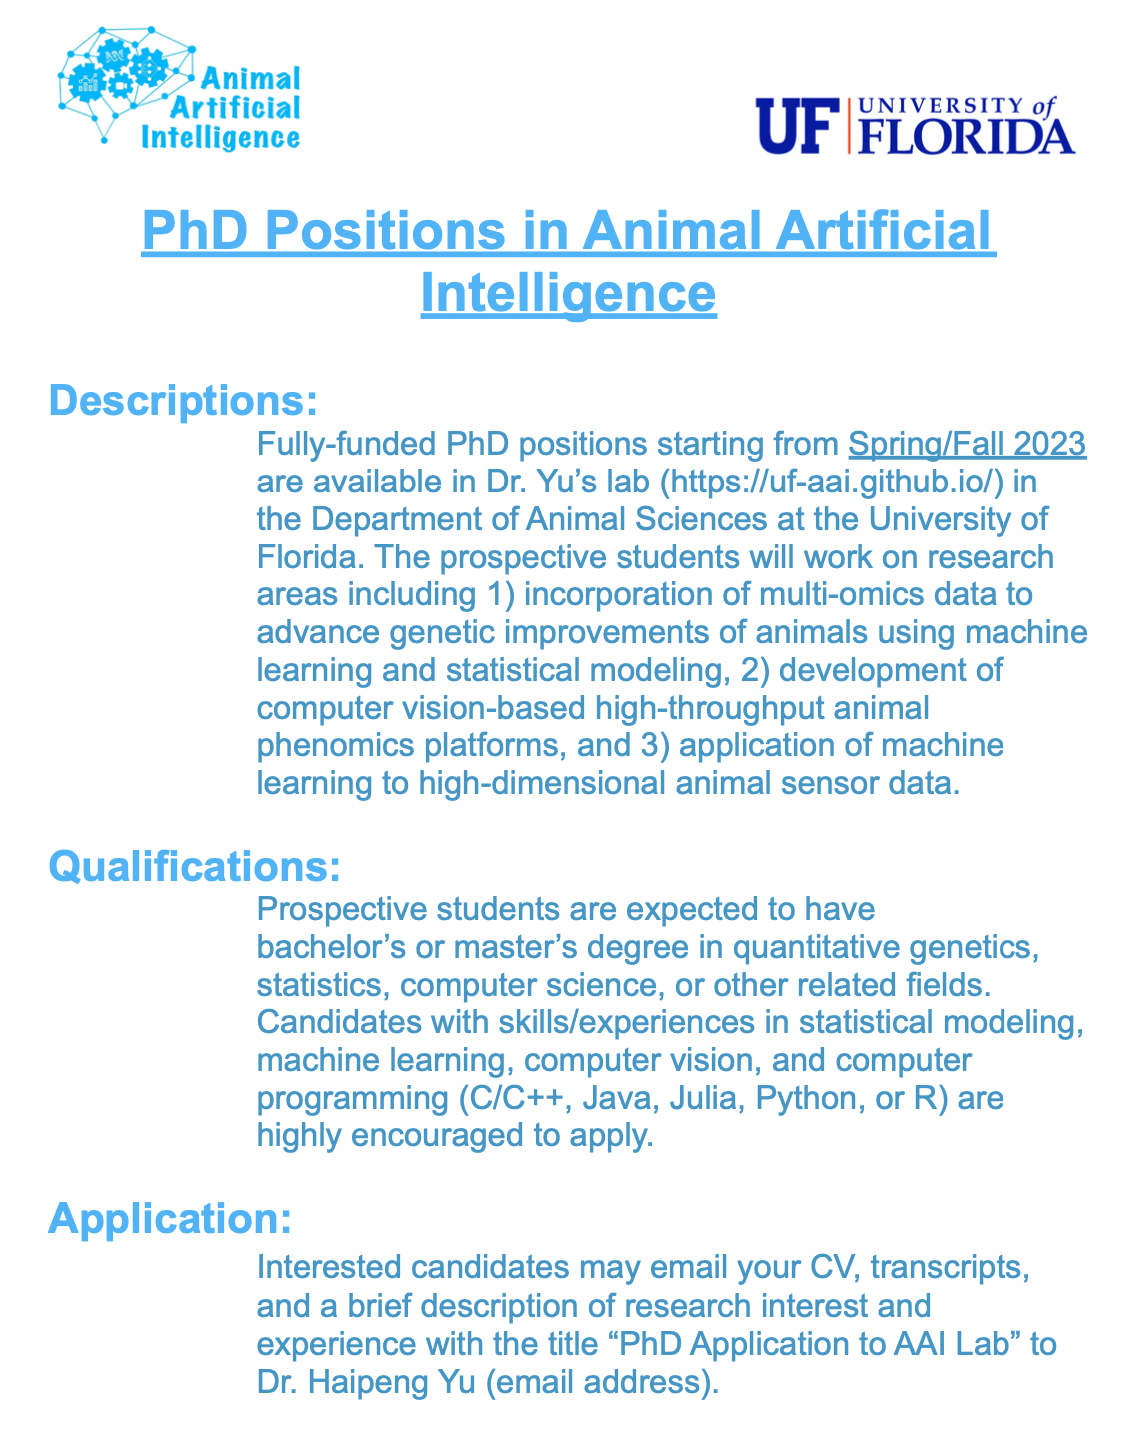 Animal
Artificial
Intelligence
UF UNIVERSITY of
FLORIDA
PhD Positions in Animal Artificial
Intelligence
Descriptions:
Fully-funded PhD positions starting from Spring/Fall 2023
are available in Dr. Yu’s lab (https://uf-aai.github.io/) in
the Department of Animal Sciences at the University of
Florida. The prospective students will work on research
areas including 1) incorporation of multi-omics data to
advance genetic improvements of animals using machine
learning and statistical modeling, 2) development of
computer vision-based high-throughput animal
phenomics platforms, and 3) application of machine
learning to high-dimensional animal sensor data.
Qualifications:
Prospective students are expected to have
bachelor’s or master’s degree in quantitative genetics,
statistics, computer science, or other related fields.
Candidates with skills/experiences in statistical modeling,
machine learning, computer vision, and computer
programming (C/C++, Java, Julia, Python, or R) are
highly encouraged to apply.
Application:
Interested candidates may email your CV, transcripts,
and a brief description of research interest and
experience with the title “PhD Application to AAI Lab” to
Dr. Haipeng Yu (email address).